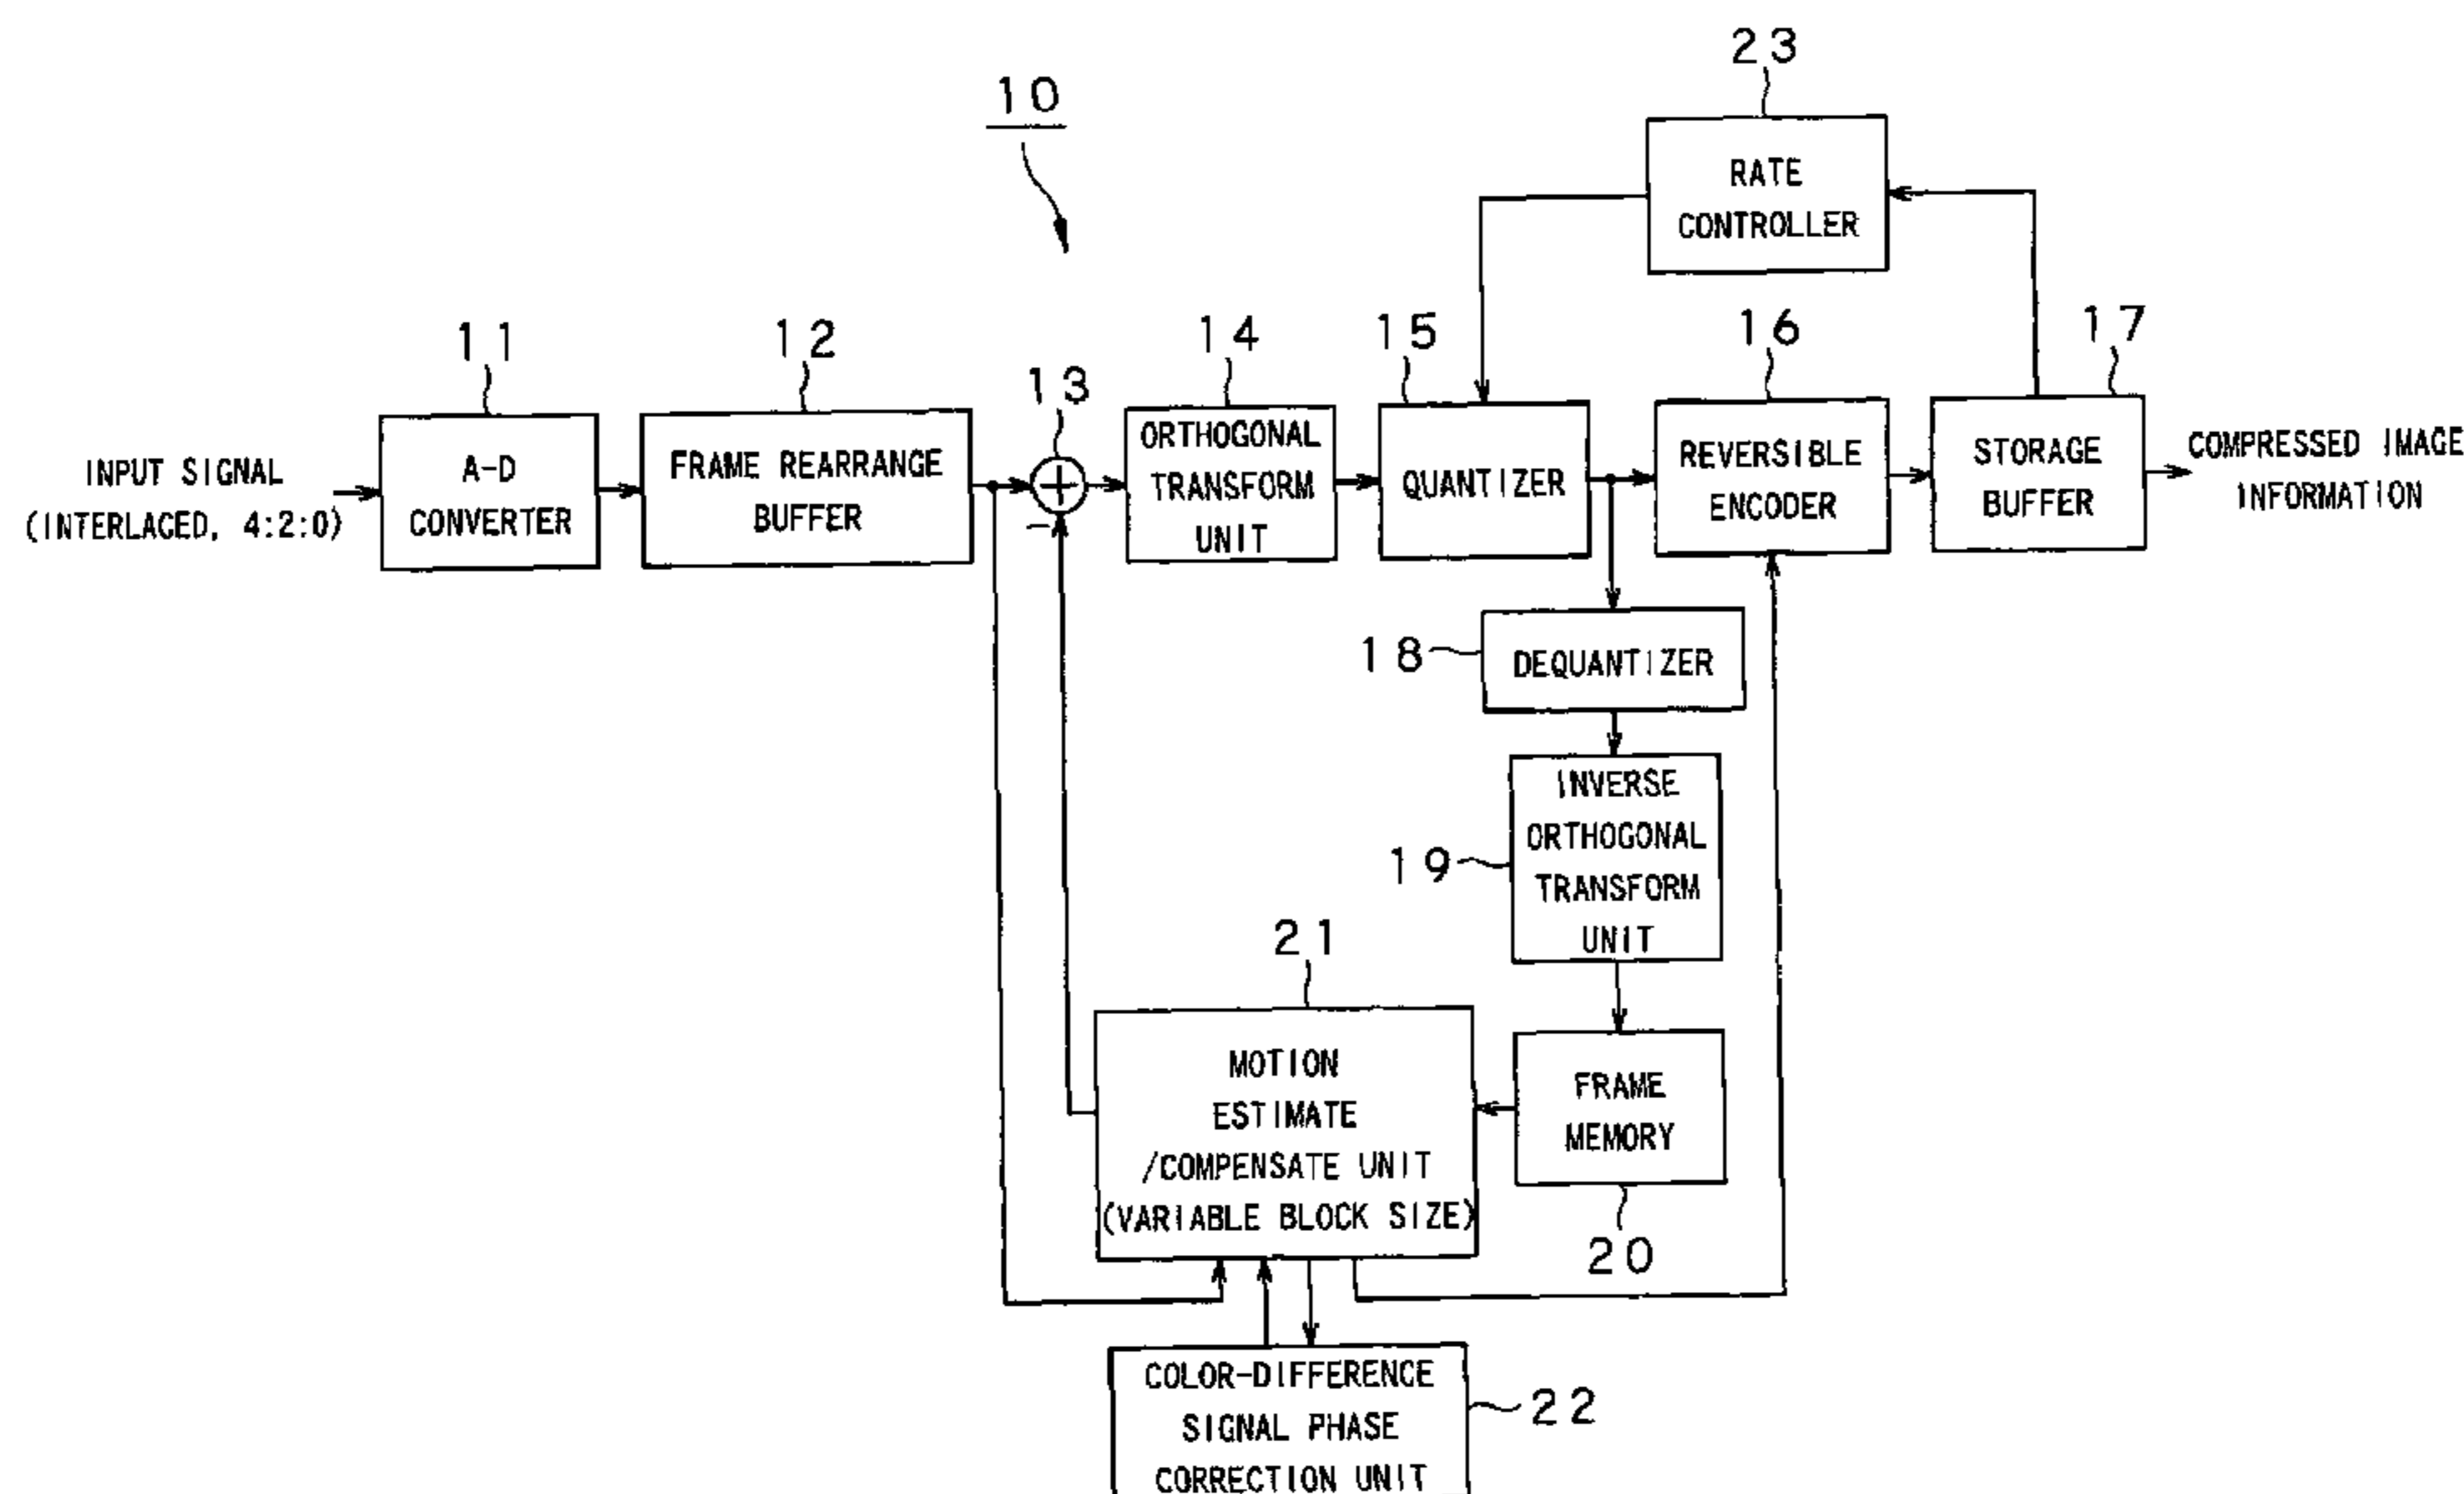 23
10
RATE
CONTROLLER
11
12
13
14
15
16
17
INPUT SIGNAL
(INTERLACED, 4:2:0)
A-D
CONVERTER
FRAME REARRANGE
BUFFER
+
-
ORTHOGONAL
TRANSFORM
UNIT
QUANTIZER
REVERSIBLE
ENCODER
STORAGE
BUFFER
COMPRESSED IMAGE
INFORMATION
18
DEQUANTIZER
19
INVERSE
ORTHOGONAL
TRANSFORM
UNIT
21
MOTION
ESTIMATE
/COMPENSATE UNIT
(VARIABLE BLOCK SIZE)
FRAME
MEMORY
20
COLOR-DIFFERENCE
SIGNAL PHASE
CORRECTION UNIT
22